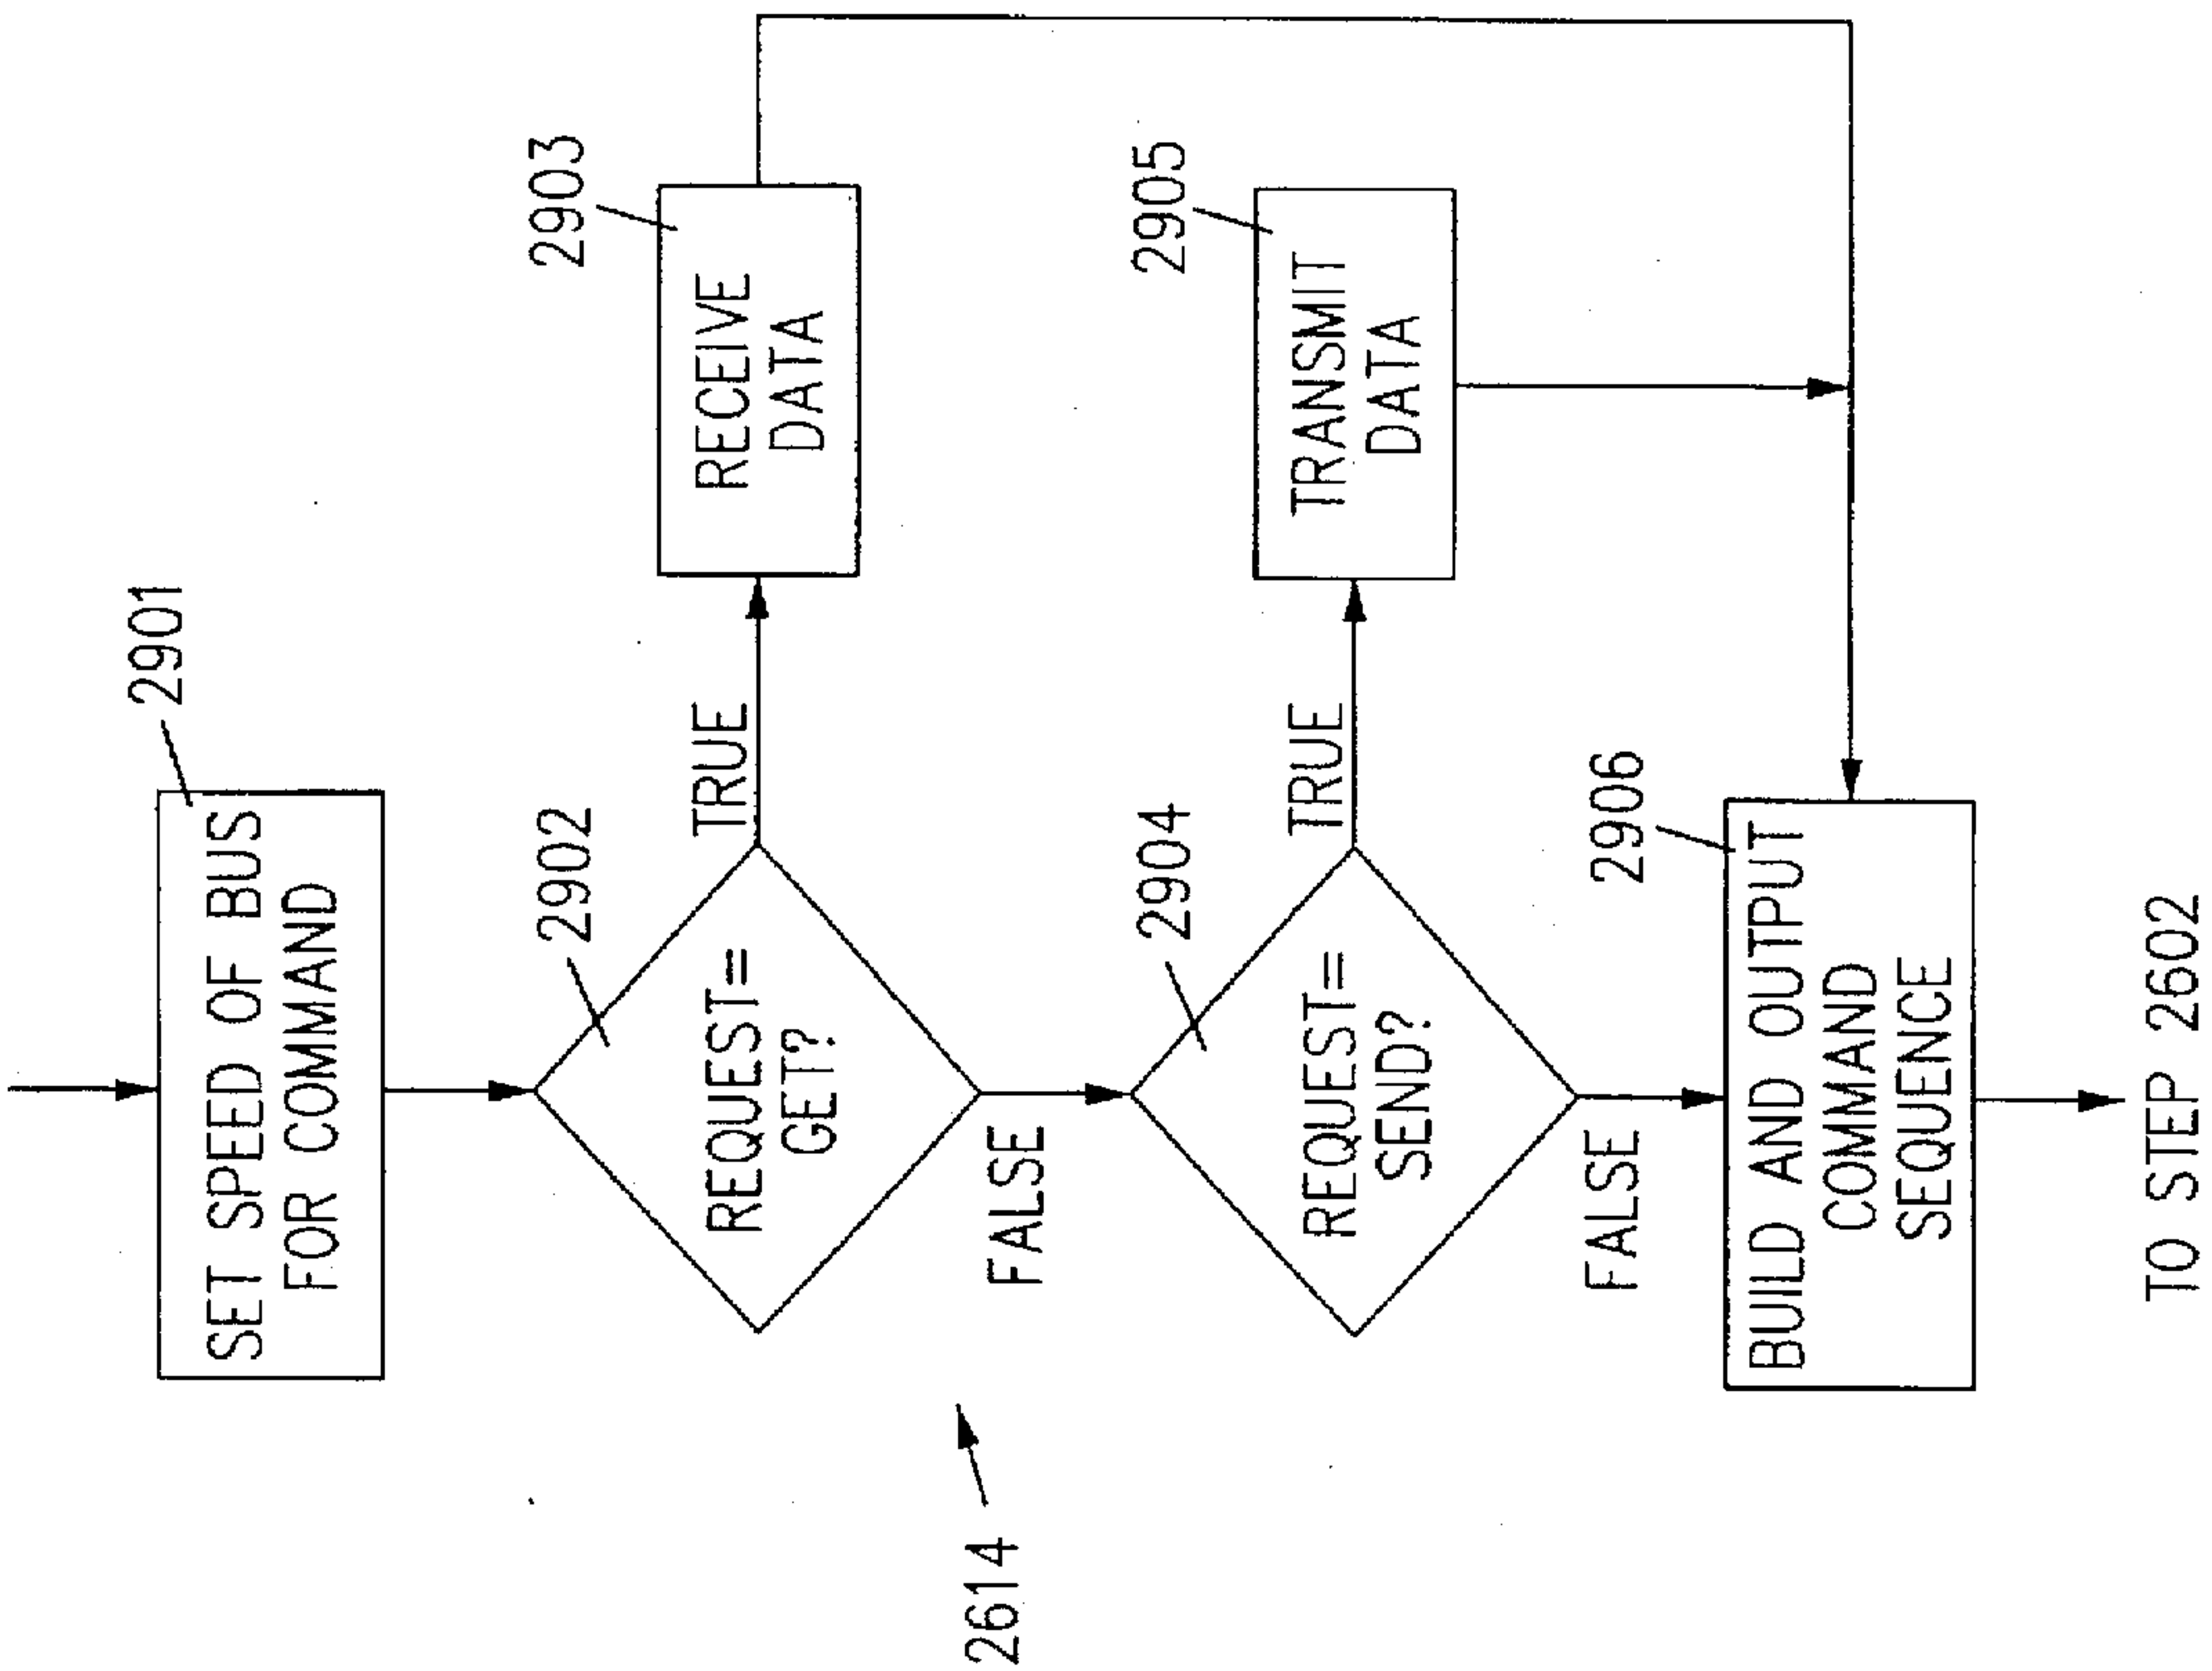 2901
SET SPEED OF BUS
FOR COMMAND
2902
REQUEST=
GET?
TRUE
2903
RECEIVE
DATA
FALSE
2614
2904
REQUEST=
SEND?
TRUE
2905
TRANSMIT
DATA
FALSE
2906
BUILD AND OUTPUT
COMMAND
SEQUENCE
TO STEP 2602